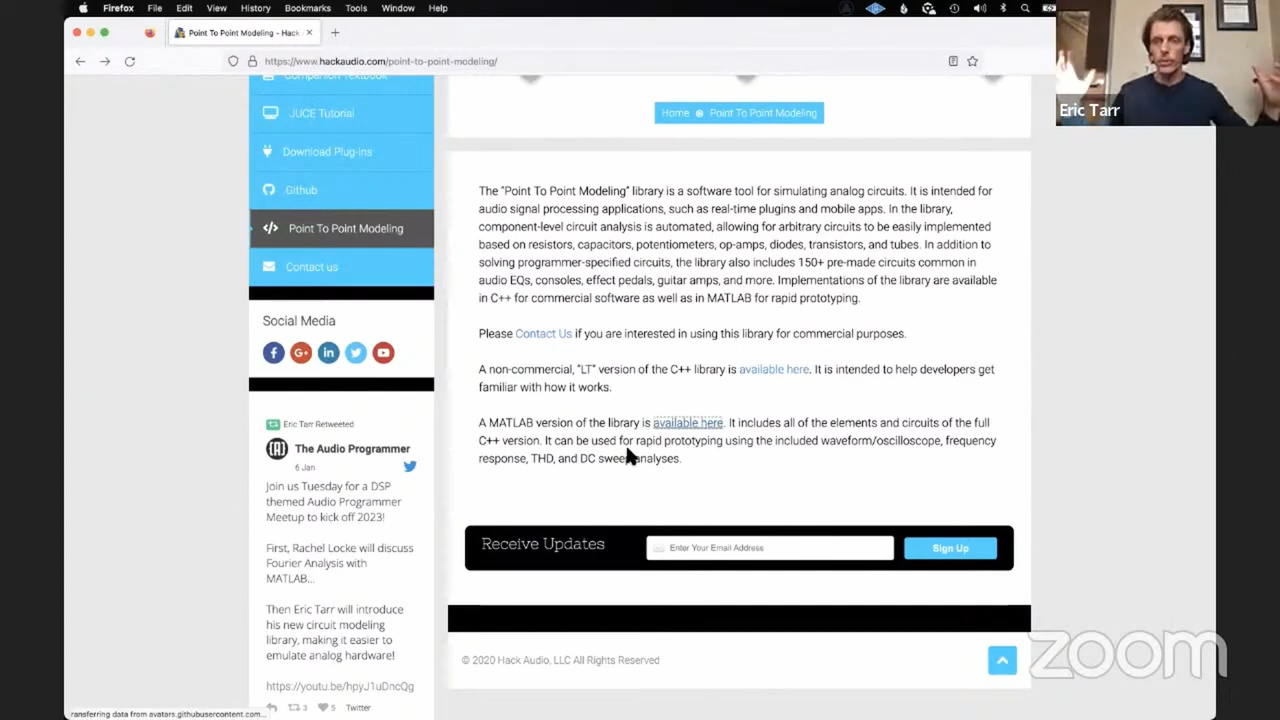 Firefox File Edit View History Bookmarks Tools Window Help
Point To Point Modeling - Hack
https://www.hackaudio.com/point-to-point-modeling/
Eric Tarr
Companion Textbook
JUCE Tutorial
Download Plug-ins
Github
Point To Point Modeling
Contact us
Social Media
Eric Tarr Retweeted
The Audio Programmer
6 Jan
Join us Tuesday for a DSP
themed Audio Programmer
Meetup to kick off 2023!
First, Rachel Locke will discuss
Fourier Analysis with
MATLAB...
Then Eric Tarr will introduce
his new circuit modeling
library, making it easier to
emulate analog hardware!
https://youtu.be/hpyJ1uDncQg
3 5 Twitter
Home Point To Point Modeling
The "Point To Point Modeling" library is a software tool for simulating analog circuits. It is intended for
audio signal processing applications, such as real-time plugins and mobile apps. In the library,
component-level circuit analysis is automated, allowing for arbitrary circuits to be easily implemented
based on resistors, capacitors, potentiometers, op-amps, diodes, transistors, and tubes. In addition to
solving programmer-specified circuits, the library also includes 150+ pre-made circuits common in
audio EQs, consoles, effect pedals, guitar amps, and more. Implementations of the library are available
in C++ for commercial software as well as in MATLAB for rapid prototyping.
Please Contact Us if you are interested in using this library for commercial purposes.
A non-commercial, "LT" version of the C++ library is available here. It is intended to help developers get
familiar with how it works.
A MATLAB version of the library is available here. It includes all of the elements and circuits of the full
C++ version. It can be used for rapid prototyping using the included waveform/oscilloscope, frequency
response, THD, and DC sweep analyses.
Receive Updates Enter Your Email Address Sign Up
© 2020 Hack Audio, LLC All Rights Reserved
zoom
ransferring data from avatars.githubusercontent.com...